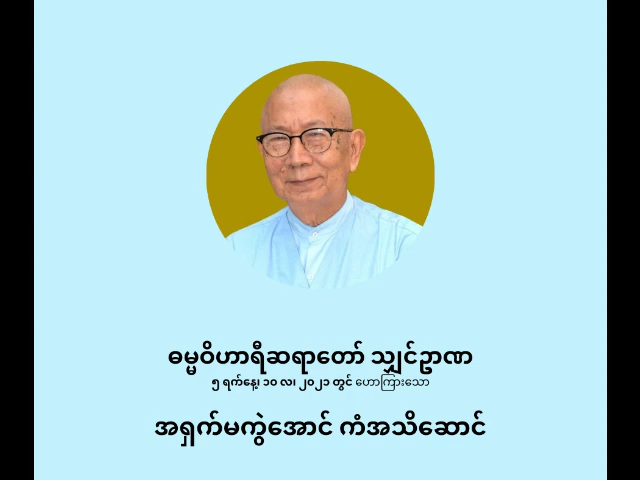 ဓမ္မဝိဟာရီဆရာတော် သျှင်ဥာဏ
၅ ရက်နေ့၊ ၁၀ လ၊ ၂၀၂၁ တွင် ဟောကြားသော
အရှက်မကွဲအောင် ကံအသိဆောင်